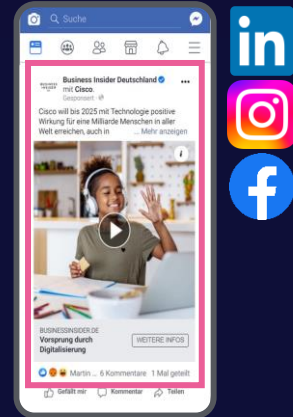 Suche
Business Insider Deutschland
mit Cisco.
Gesponsert
Cisco will bis 2025 mit Technologie positive
Wirkung für eine Milliarde Menschen in aller
Welt erreichen, auch in ... Mehr anzeigen
BUSINESSINSIDER.DE
Vorsprung durch
Digitalisierung
WEITERE INFOS
Martin ... 6 Kommentare 1 Mal geteilt
Gefällt mir Kommentar Teilen
in